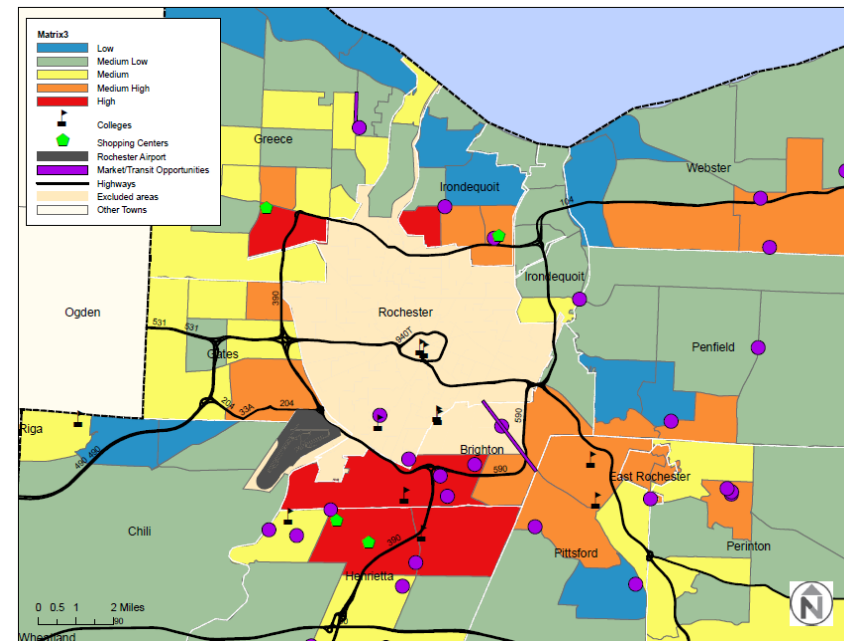 Matrix3
Low
Medium Low
Medium
Medium High
High
Colleges
Shopping Centers
Rochester Airport
Market/Transit Opportunities
Highways
Excluded areas
Other Towns
Greece
Webster
Irondequoit
104
Irondequoit
Ogden
390
Rochester
531
531
940T
Gates
Penfield
204
33A
204
590
Riga
Brighton
490
490
590
East Rochester
Chili
390
Pittsford
Perinton
Henrietta
0 0.5 1 2 Miles
90
N
Wheatland